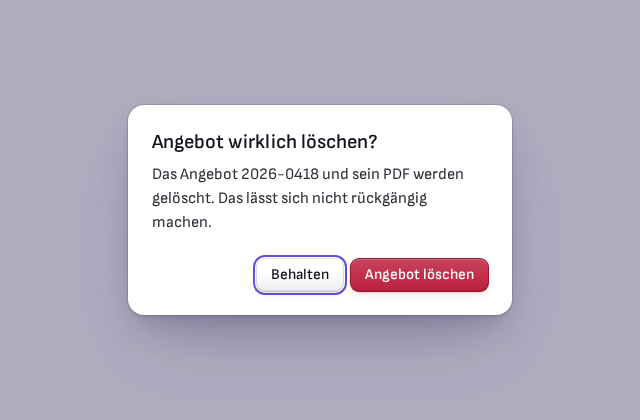 Angebot wirklich löschen?
Das Angebot 2026-0418 und sein PDF werden
gelöscht. Das lässt sich nicht rückgängig
machen.
Behalten
Angebot löschen